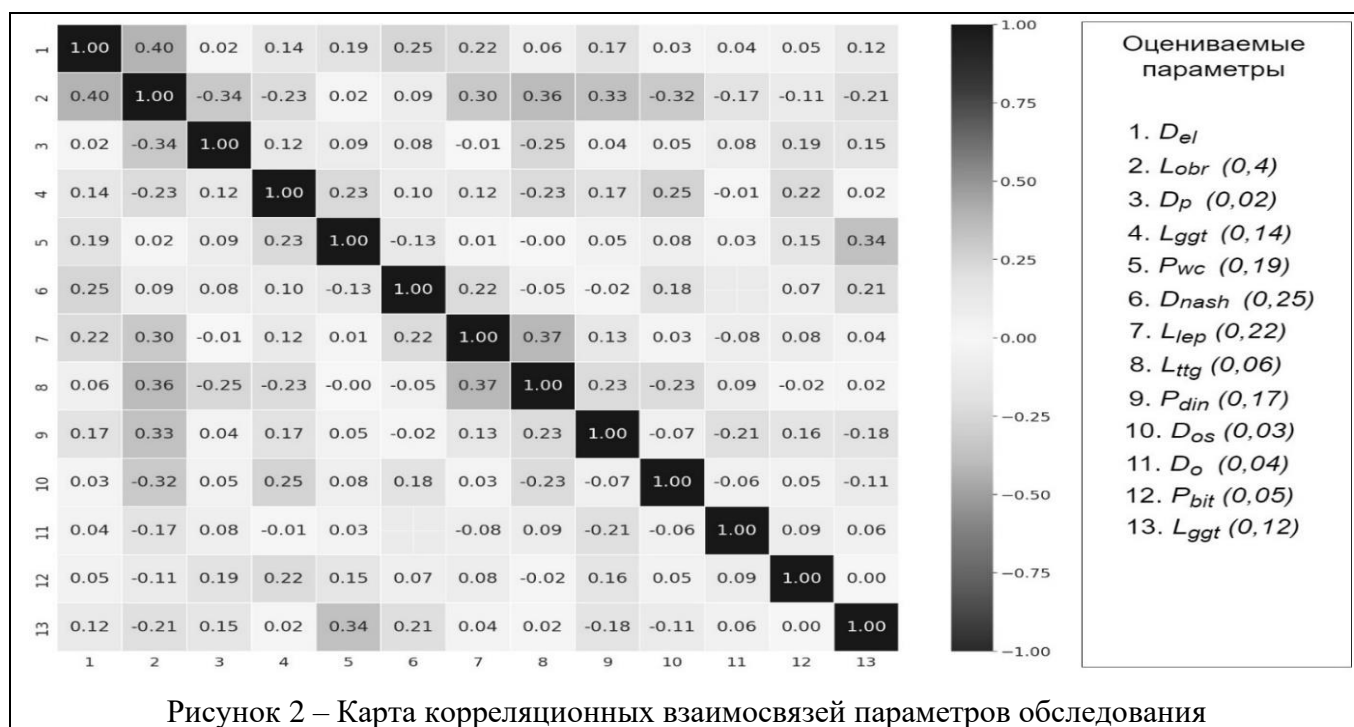 1 1.00 0.40 0.02 0.14 0.19 0.25 0.22 0.06 0.17 0.03 0.04 0.05 0.12
2 0.40 1.00 -0.34 -0.23 0.02 0.09 0.30 0.36 0.33 -0.32 -0.17 -0.11 -0.21
3 0.02 -0.34 1.00 0.12 0.09 0.08 -0.01 -0.25 0.04 0.05 0.08 0.19 0.15
4 0.14 -0.23 0.12 1.00 0.23 0.10 0.12 -0.23 0.17 0.25 -0.01 0.22 0.02
5 0.19 0.02 0.09 0.23 1.00 -0.13 0.01 -0.00 0.05 0.08 0.03 0.15 0.34
6 0.25 0.09 0.08 0.10 -0.13 1.00 0.22 -0.05 -0.02 0.18 0.07 0.21
7 0.22 0.30 -0.01 0.12 0.01 0.22 1.00 0.37 0.13 0.03 -0.08 0.08 0.04
8 0.06 0.36 -0.25 -0.23 -0.00 -0.05 0.37 1.00 0.23 -0.23 0.09 -0.02 0.02
9 0.17 0.33 0.04 0.17 0.05 -0.02 0.13 0.23 1.00 -0.07 -0.21 0.16 -0.18
10 0.03 -0.32 0.05 0.25 0.08 0.18 0.03 -0.23 -0.07 1.00 -0.06 0.05 -0.11
11 0.04 -0.17 0.08 -0.01 0.03 -0.08 0.09 -0.21 -0.06 1.00 0.09 0.06
12 0.05 -0.11 0.19 0.22 0.15 0.07 0.08 -0.02 0.16 0.05 0.09 1.00 0.00
13 0.12 -0.21 0.15 0.02 0.34 0.21 0.04 0.02 -0.18 -0.11 0.06 0.00 1.00
1 2 3 4 5 6 7 8 9 10 11 12 13
1.00
0.75
0.50
0.25
0.00
−0.25
−0.50
−0.75
−1.00
Оцениваемые
параметры
1. Del
2. Lobr (0,4)
3. Dp (0,02)
4. Lggt (0,14)
5. Pwc (0,19)
6. Dnash (0,25)
7. Llep (0,22)
8. Lttg (0,06)
9. Pdin (0,17)
10. Dos (0,03)
11. Do (0,04)
12. Pbit (0,05)
13. Lggt (0,12)
Рисунок 2 – Карта корреляционных взаимосвязей параметров обследования